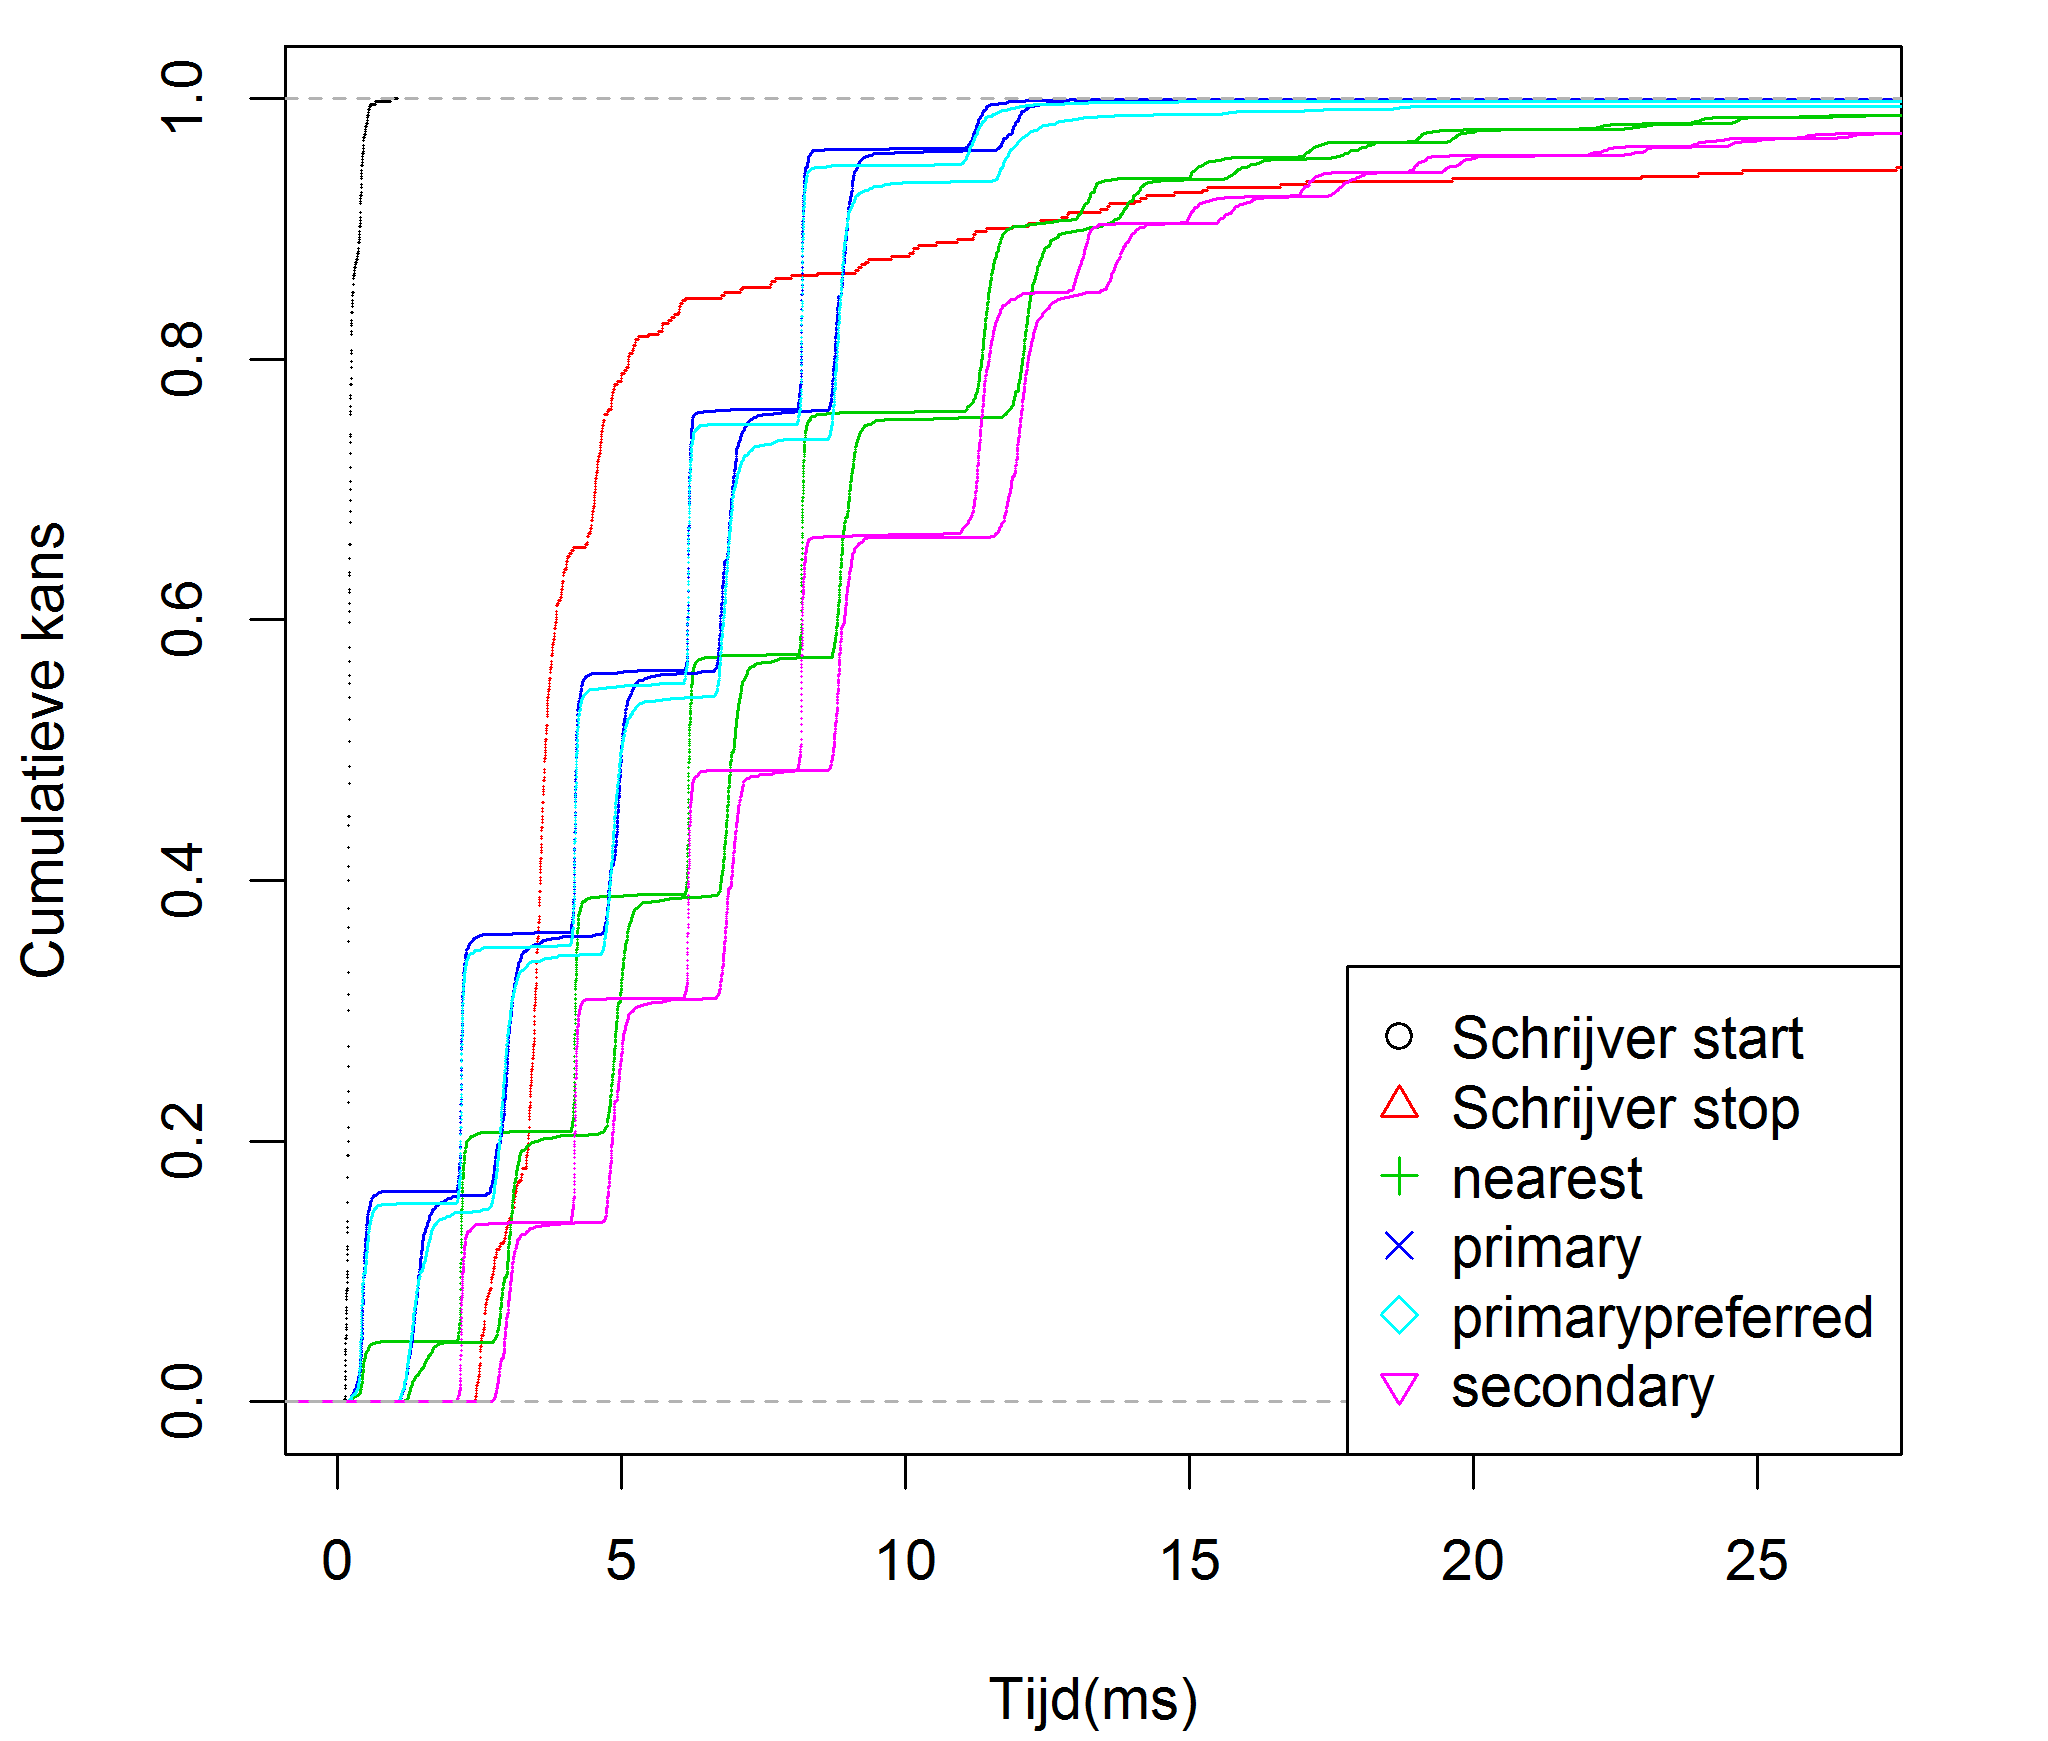 Cumulatieve kans
1.0
0.8
0.6
0.4
0.2
0.0
Schrijver start
Schrijver stop
nearest
primary
primarypreferred
secondary
0 5 10 15 20 25
Tijd(ms)